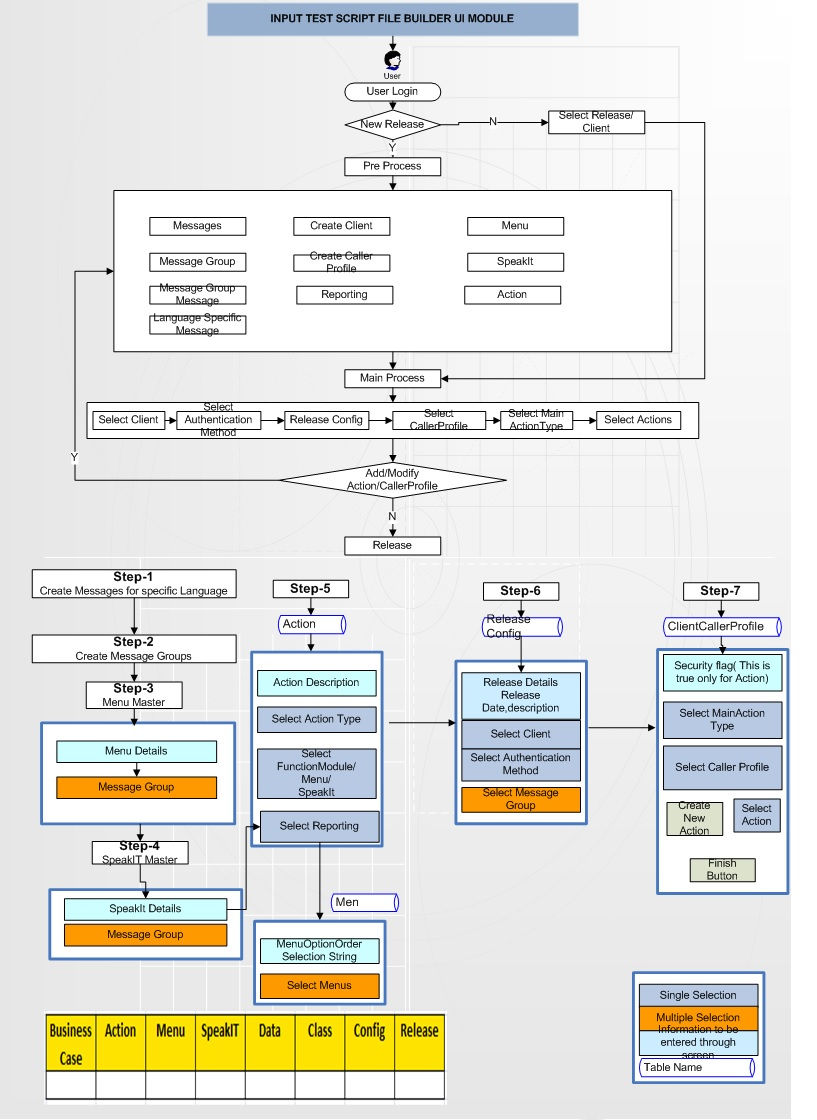 INPUT TEST SCRIPT FILE BUILDER UI MODULE
User
User Login
New Release
N
Select Release/
Client
Y
Pre Process
Messages
Create Client
Menu
Message Group
Create Caller
Profile
SpeakIt
Message Group
Message
Reporting
Action
Language Specific
Message
Main Process
Select Client
Select
Authentication
Method
Release Config
Select
CallerProfile
Select Main
ActionType
Select Actions
Y
Add/Modify
Action/CallerProfile
N
Release
Step-1
Create Messages for specific Language
Step-2
Create Message Groups
Step-3
Menu Master
Menu Details
Message Group
Step-4
SpeakIT Master
SpeakIt Details
Message Group
Step-5
Action
Action Description
Select Action Type
Select
FunctionModule/
Menu/
SpeakIt
Select Reporting
Men
MenuOptionOrder
Selection String
Select Menus
Step-6
Release
Config
Release Details
Release
Date,description
Select Client
Select Authentication
Method
Select Message
Group
Step-7
ClientCallerProfile
Security flag( This is
true only for Action)
Select MainAction
Type
Select Caller Profile
Create
New
Action
Select
Action
Finish
Button
Single Selection
Multiple Selection
Information to be
entered through
screen
Table Name
Business
Case
Action
Menu
SpeakIT
Data
Class
Config
Release